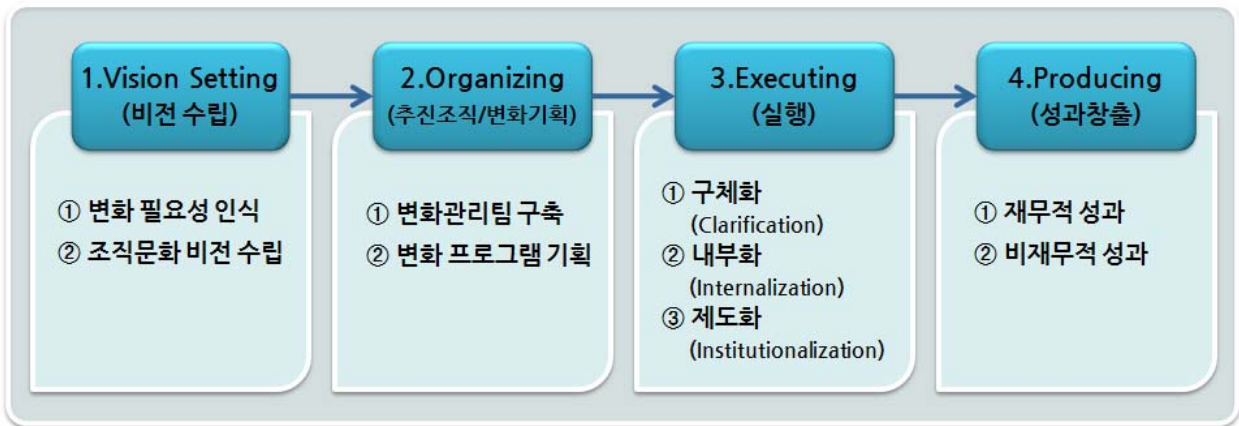 1.Vision Setting
(비전 수립)
① 변화 필요성 인식
② 조직문화 비전 수립
2.Organizing
(추진조직/변화기획)
① 변화관리팀 구축
② 변화 프로그램 기획
3.Executing
(실행)
① 구체화
(Clarification)
② 내부화
(Internalization)
③ 제도화
(Institutionalization)
4.Producing
(성과창출)
① 재무적 성과
② 비재무적 성과